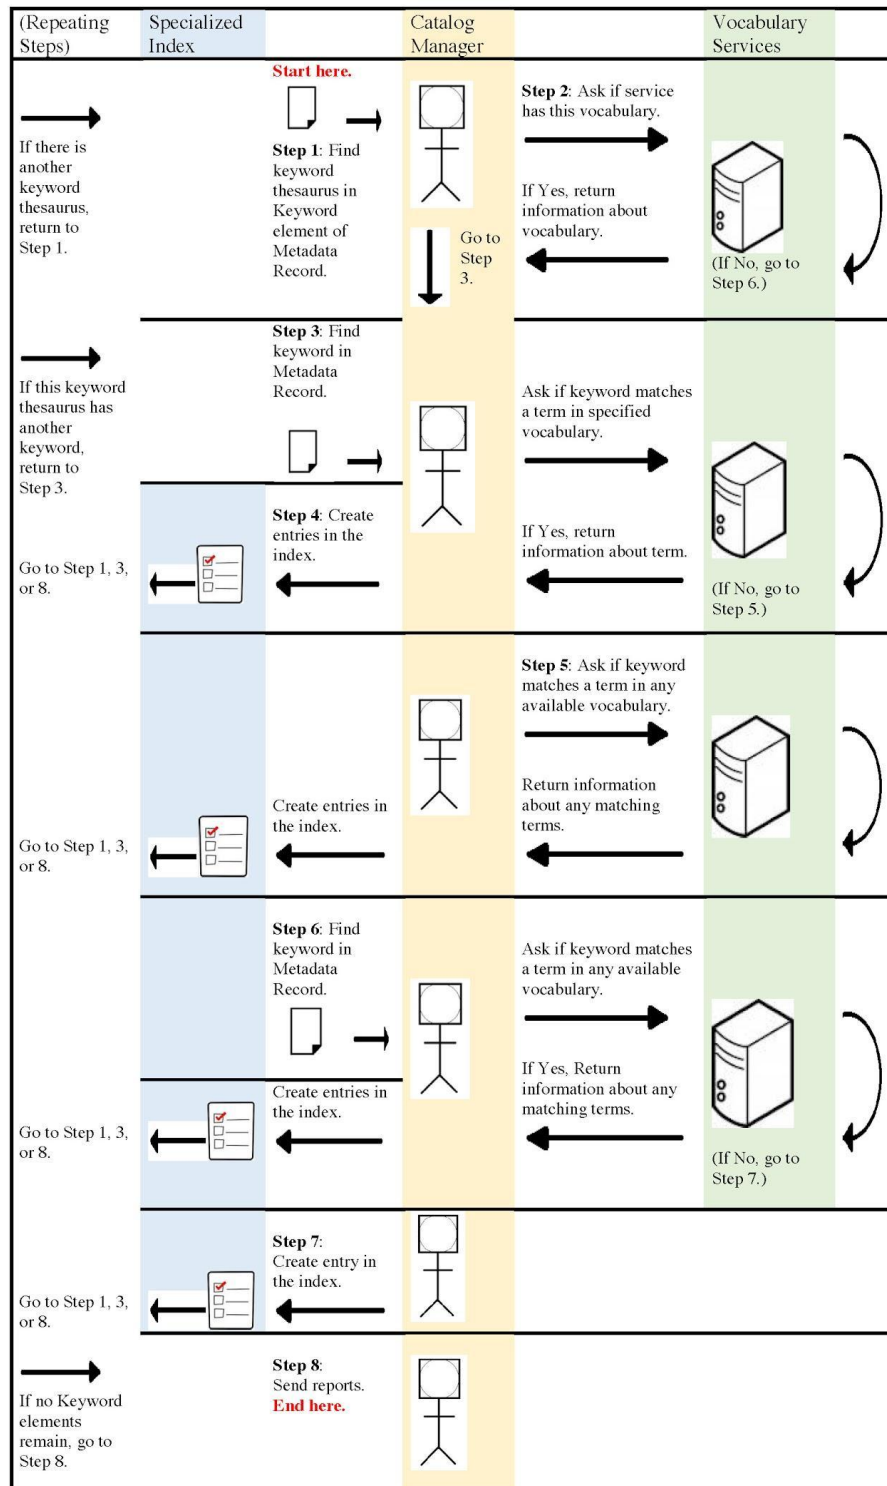 (Repeating
Steps)
Specialized
Index
Catalog
Manager
Vocabulary
Services
If there is
another
keyword
thesaurus,
return to
Step 1.
Start here.
Step 1: Find
keyword
thesaurus in
Keyword
element of
Metadata
Record.
Go to
Step
3.
Step 2: Ask if service
has this vocabulary.
If Yes, return
information about
vocabulary.
(If No, go to
Step 6.)
If this keyword
thesaurus has
another
keyword,
return to
Step 3.
Step 3: Find
keyword in
Metadata
Record.
Ask if keyword matches
a term in specified
vocabulary.
Go to Step 1, 3,
or 8.
Step 4: Create
entries in the
index.
If Yes, return
information about term.
(If No, go to
Step 5.)
Step 5: Ask if keyword
matches a term in any
available vocabulary.
Go to Step 1, 3,
or 8.
Create entries in
the index.
Return information
about any matching
terms.
Step 6: Find
keyword in
Metadata
Record.
Ask if keyword matches
a term in any available
vocabulary.
Go to Step 1, 3,
or 8.
Create entries in
the index.
If Yes, Return
information about any
matching terms.
(If No, go to
Step 7.)
Go to Step 1, 3,
or 8.
Step 7:
Create entry in
the index.
If no Keyword
elements
remain, go to
Step 8.
Step 8:
Send reports.
End here.